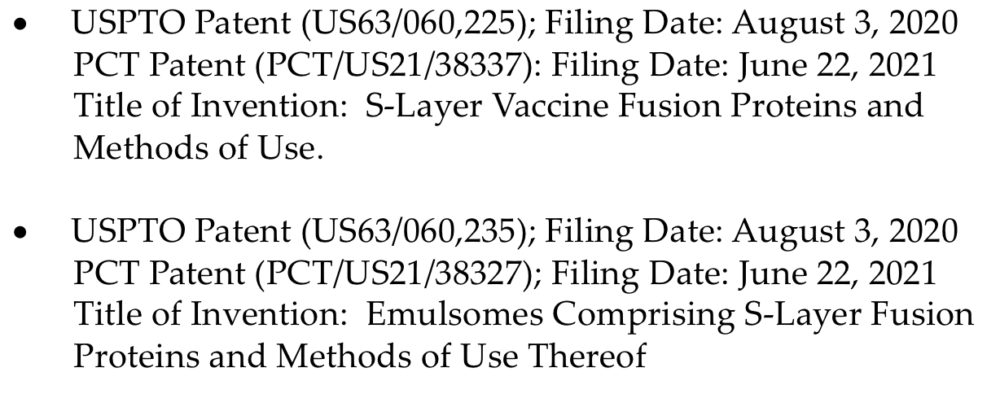 • USPTO Patent (US63/060,225); Filing Date: August 3, 2020
PCT Patent (PCT/US21/38337): Filing Date: June 22, 2021
Title of Invention: S-Layer Vaccine Fusion Proteins and
Methods of Use.
• USPTO Patent (US63/060,235); Filing Date: August 3, 2020
PCT Patent (PCT/US21/38327); Filing Date: June 22, 2021
Title of Invention: Emulsomes Comprising S-Layer Fusion
Proteins and Methods of Use Thereof